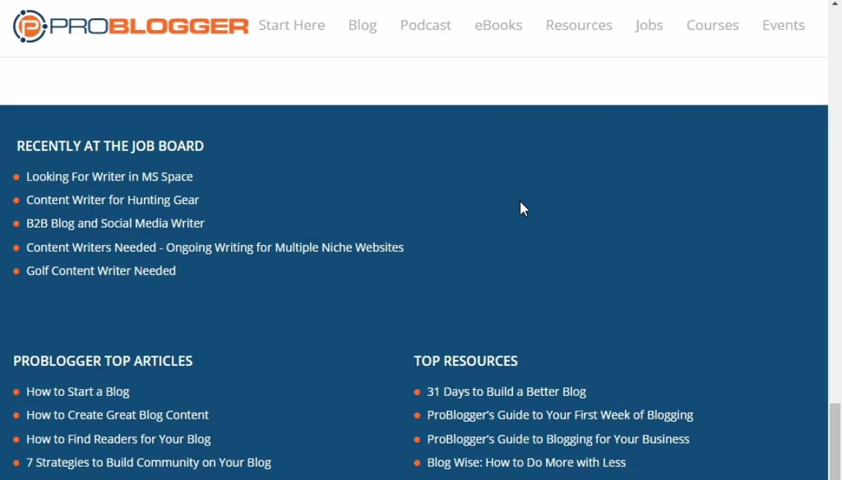 PROBLOGGER Start Here Blog Podcast eBooks Resources Jobs Courses Events
RECENTLY AT THE JOB BOARD
Looking For Writer in MS Space
Content Writer for Hunting Gear
B2B Blog and Social Media Writer
Content Writers Needed - Ongoing Writing for Multiple Niche Websites
Golf Content Writer Needed
PROBLOGGER TOP ARTICLES
How to Start a Blog
How to Create Great Blog Content
How to Find Readers for Your Blog
7 Strategies to Build Community on Your Blog
TOP RESOURCES
31 Days to Build a Better Blog
ProBlogger’s Guide to Your First Week of Blogging
ProBlogger’s Guide to Blogging for Your Business
Blog Wise: How to Do More with Less